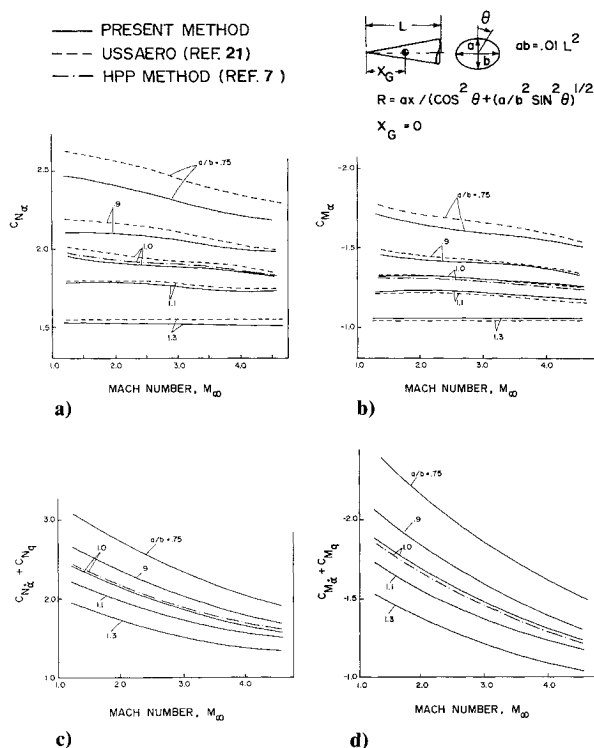 PRESENT METHOD
USSAERO (REF. 21)
HPP METHOD (REF. 7)
L
θ
a
b
ab = .01 L²
X_G
R = ax / (COS² θ + (a/b² SIN² θ)^1/2
X_G = 0
C_Nα
2.5
2.0
1.5
a/b = .75
.9
1.0
1.1
1.3
1.0 2.0 3.0 4.0
MACH NUMBER, M∞
a)
C_Mα
-2.0
-1.5
-1.0
a/b = .75
.9
1.0
1.1
1.3
1.0 2.0 3.0 4.0
MACH NUMBER, M∞
b)
C_Nα̇ + C_Nq
3.0
2.0
1.0
a/b = .75
.9
1.0
1.1
1.3
1.0 2.0 3.0 4.0
MACH NUMBER, M∞
c)
C_Mα̇ + C_Mq
-2.0
-1.5
-1.0
a/b = .75
.9
1.0
1.1
1.3
1.0 2.0 3.0 4.0
MACH NUMBER, M∞
d)